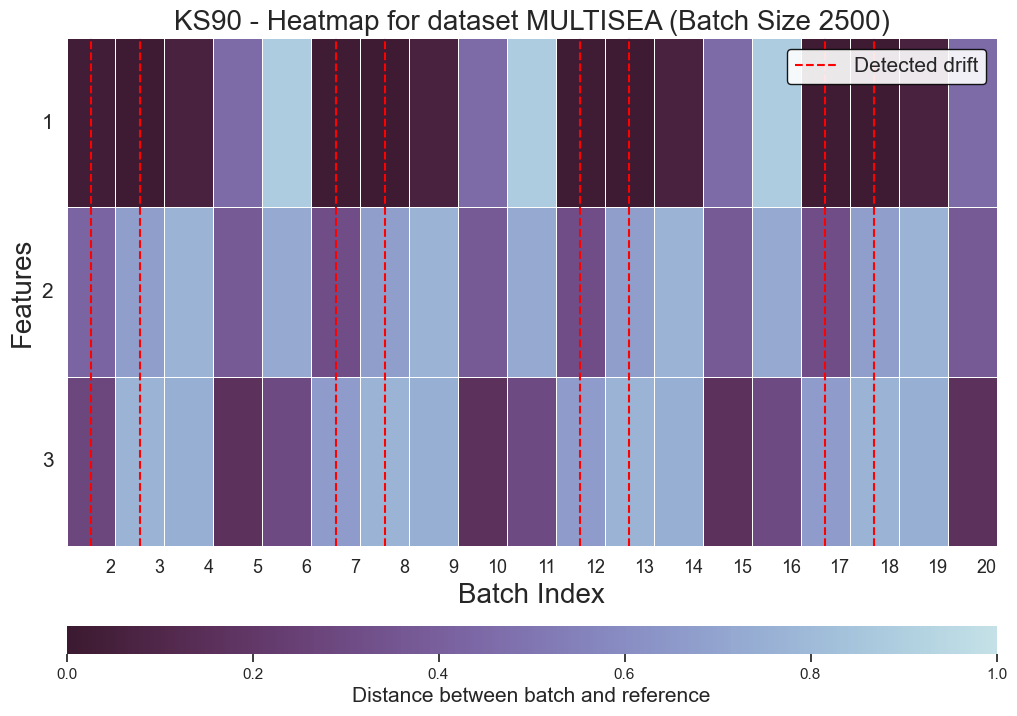 KS90 - Heatmap for dataset MULTISEA (Batch Size 2500)
Detected drift
1
2
3
Features
2 3 4 5 6 7 8 9 10 11 12 13 14 15 16 17 18 19 20
Batch Index
0.0 0.2 0.4 0.6 0.8 1.0
Distance between batch and reference